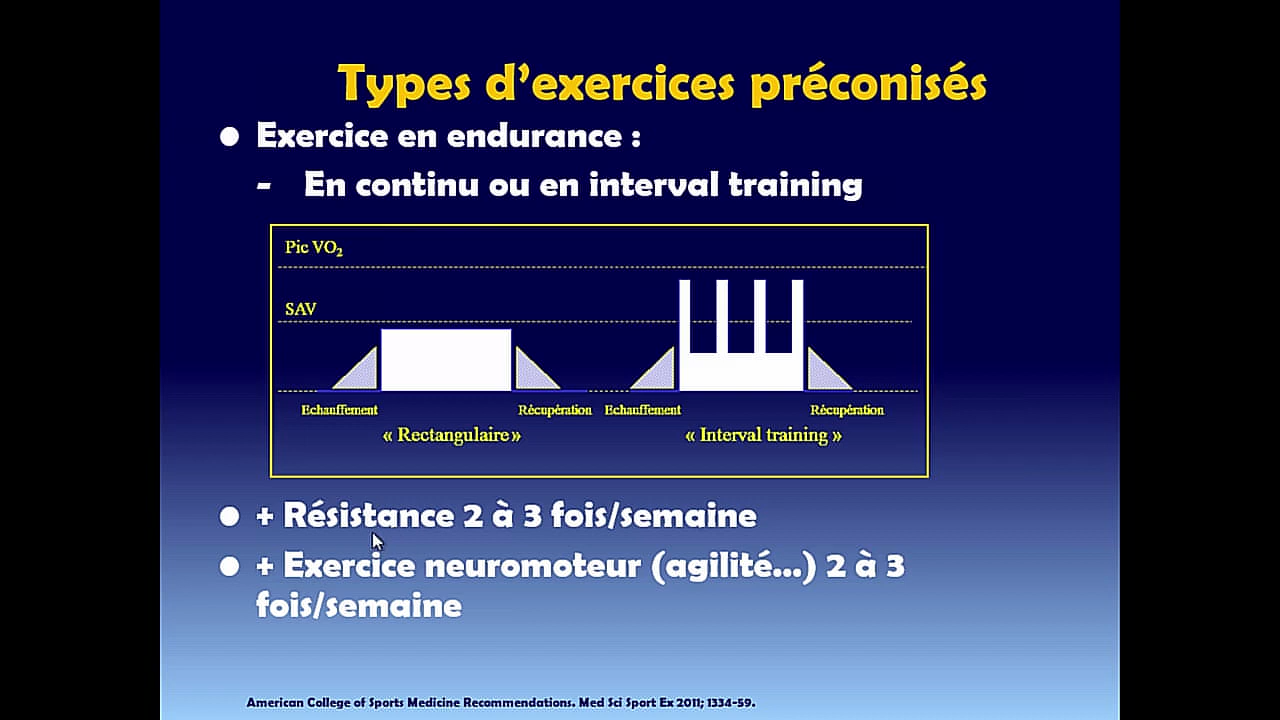 Types d'exercices préconisés
● Exercice en endurance :
- En continu ou en interval training
Pic VO₂
SAV
Echauffement
Récupération
Echauffement
Récupération
« Rectangulaire»
« Interval training »
● + Résistance 2 à 3 fois/semaine
● + Exercice neuromoteur (agilité...) 2 à 3
fois/semaine
American College of Sports Medicine Recommendations. Med Sci Sport Ex 2011; 1334-59.